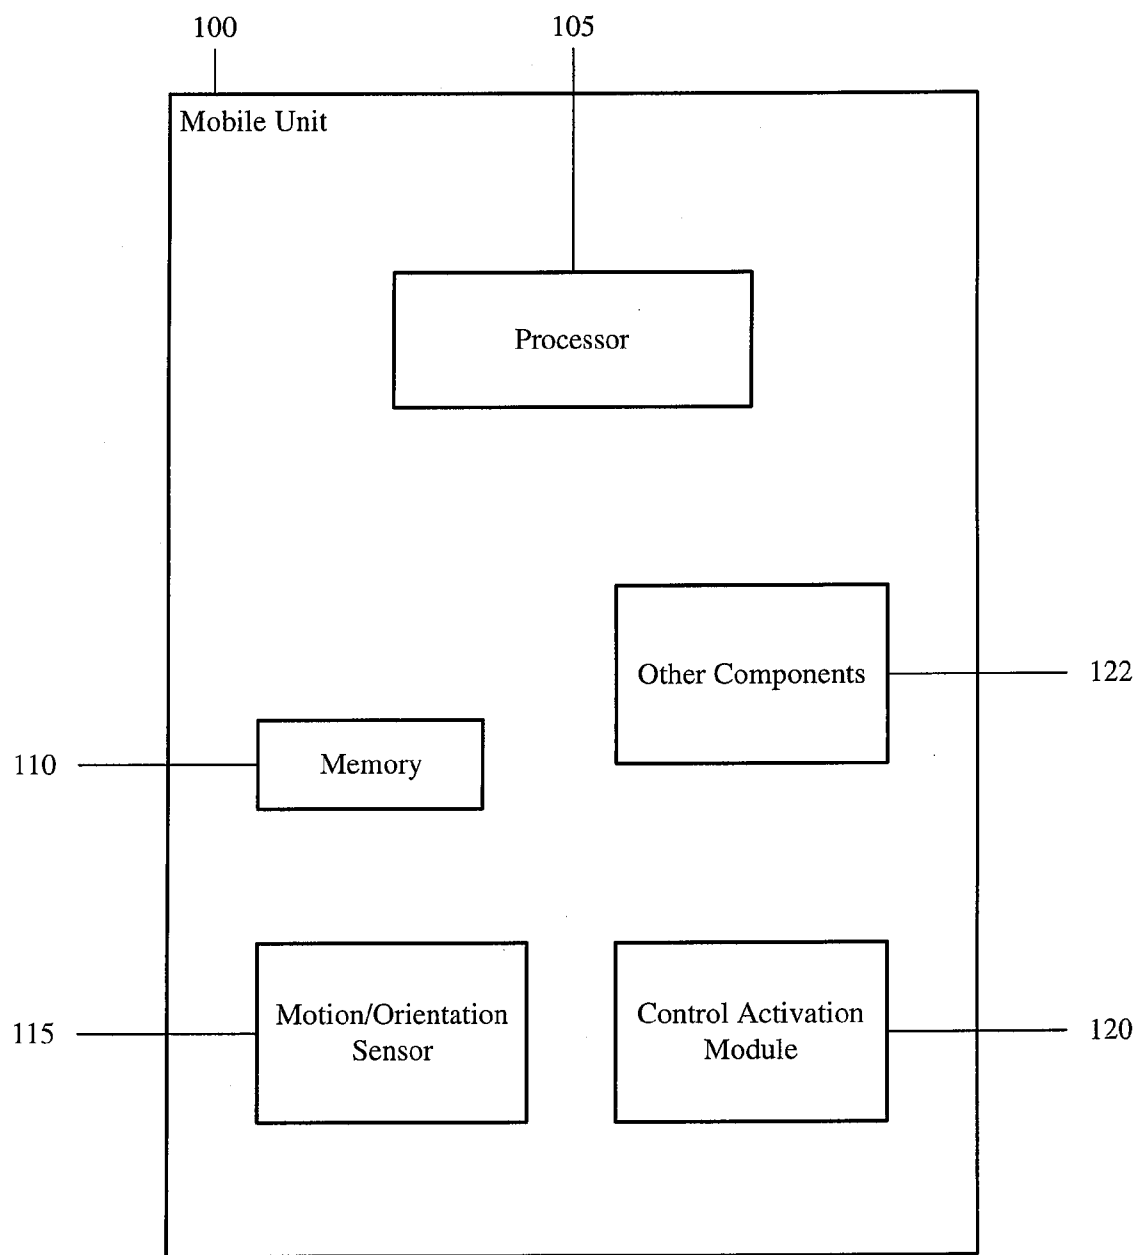 100
105
Mobile Unit
Processor
Other Components
122
110
Memory
115
Motion/Orientation
Sensor
Control Activation
Module
120